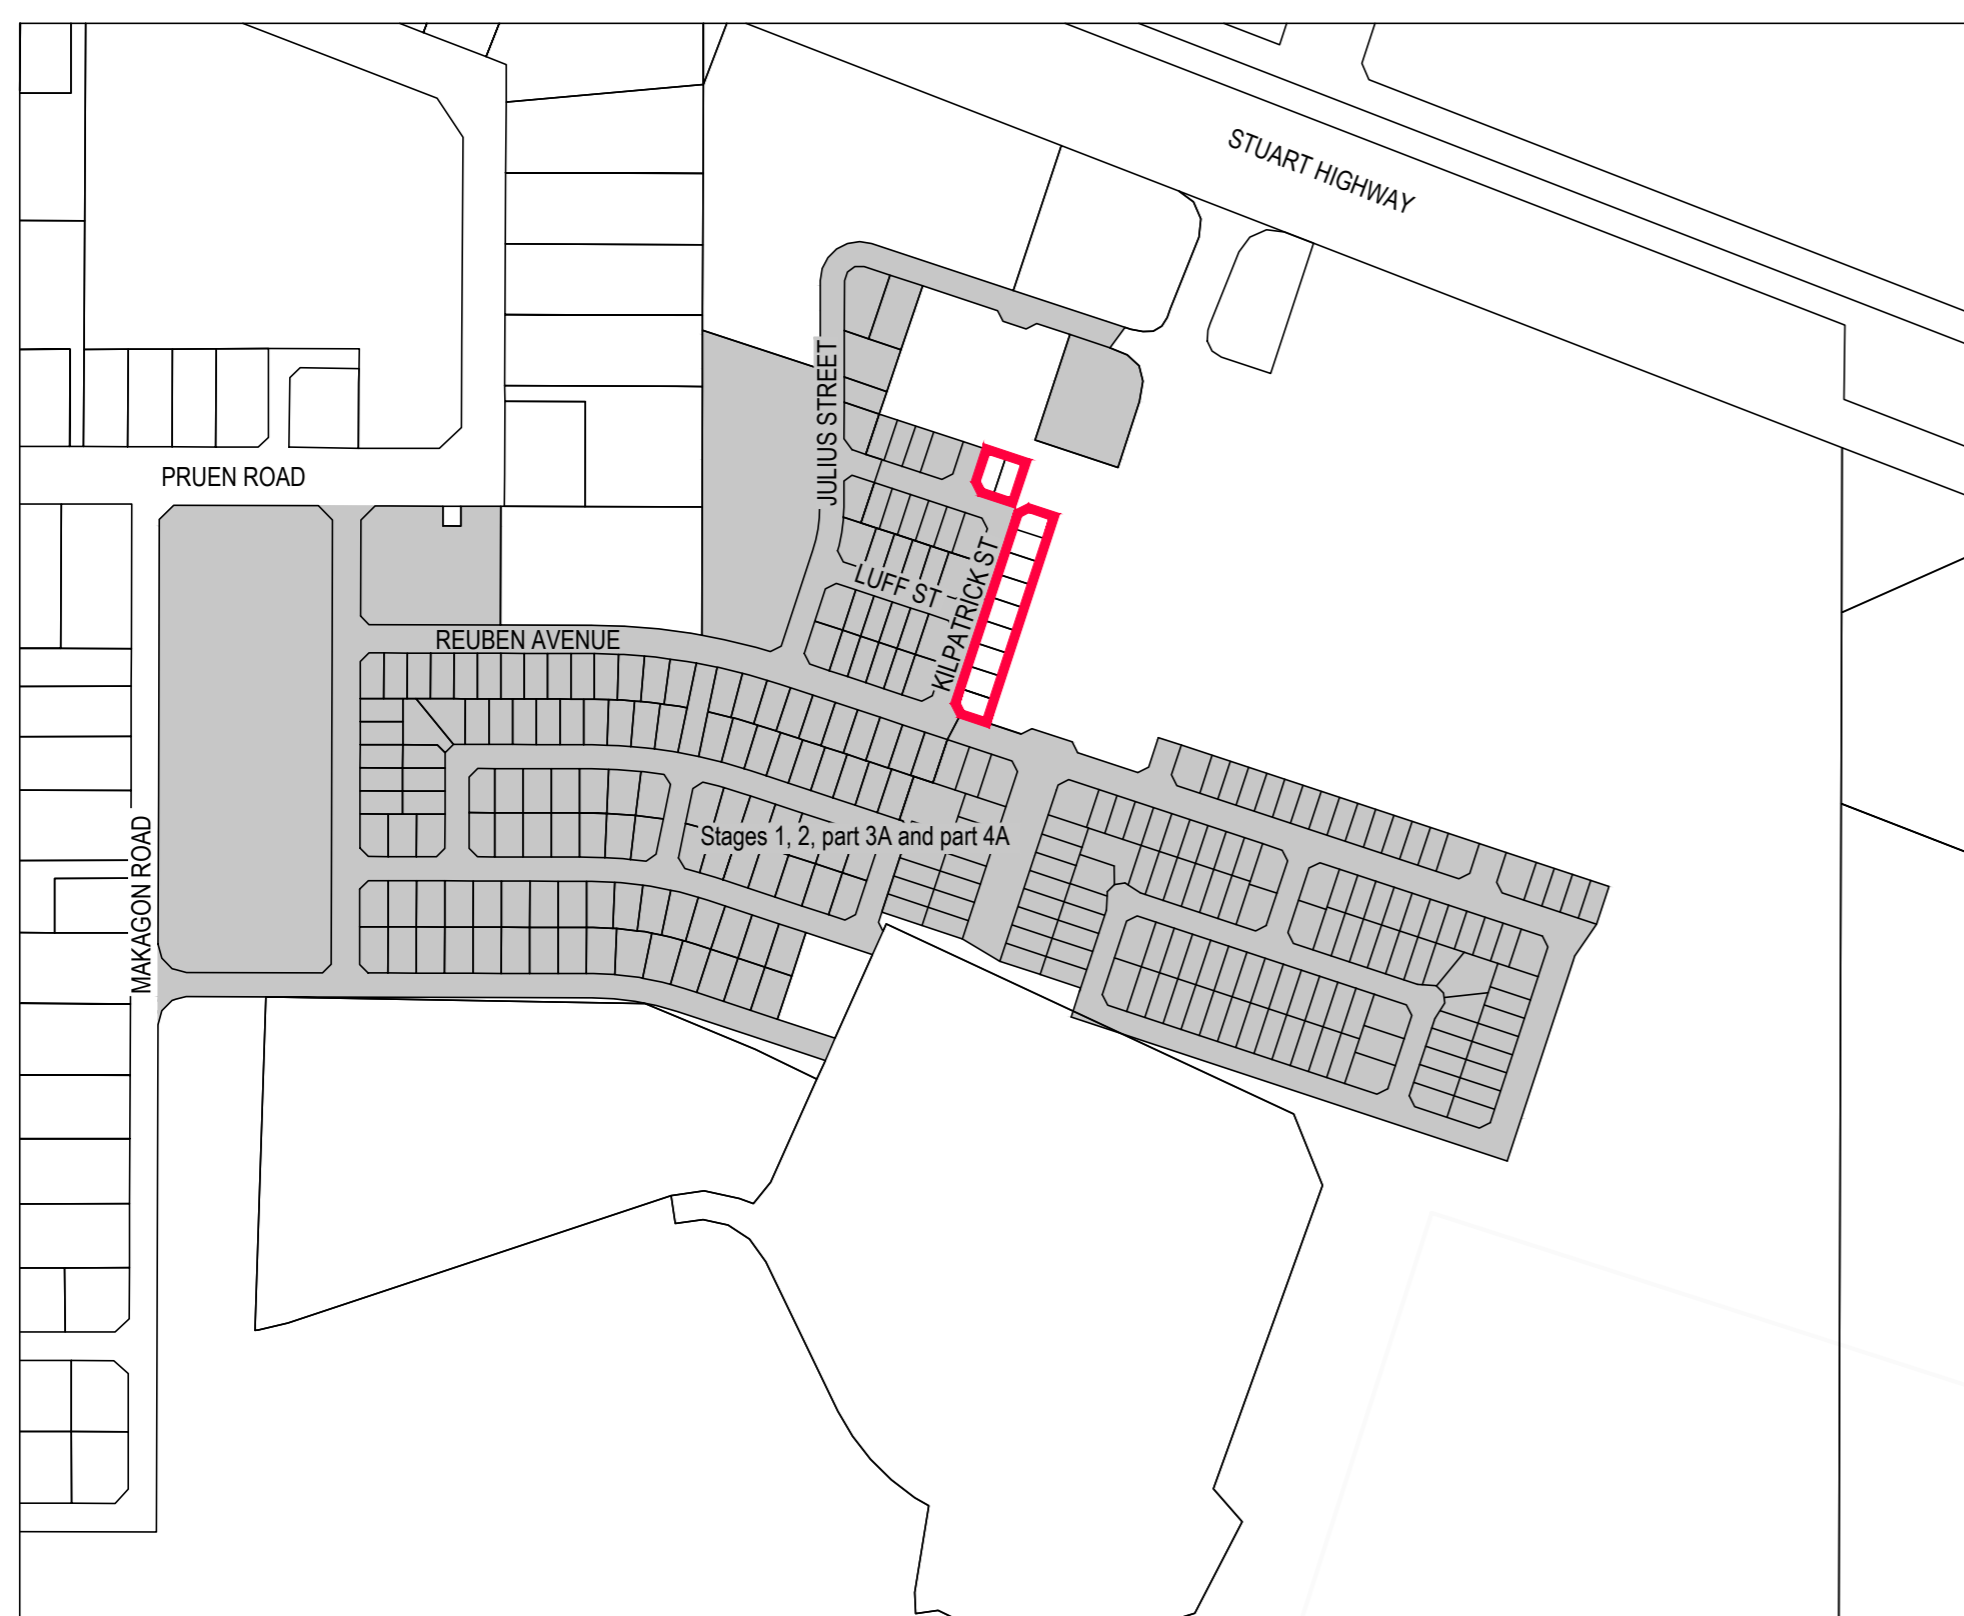 STUART HIGHWAY
JULIUS STREET
PRUEN ROAD
LUFF ST
KILPATRICK ST
REUBEN AVENUE
Stages 1, 2, part 3A and part 4A
MAKAGON ROAD